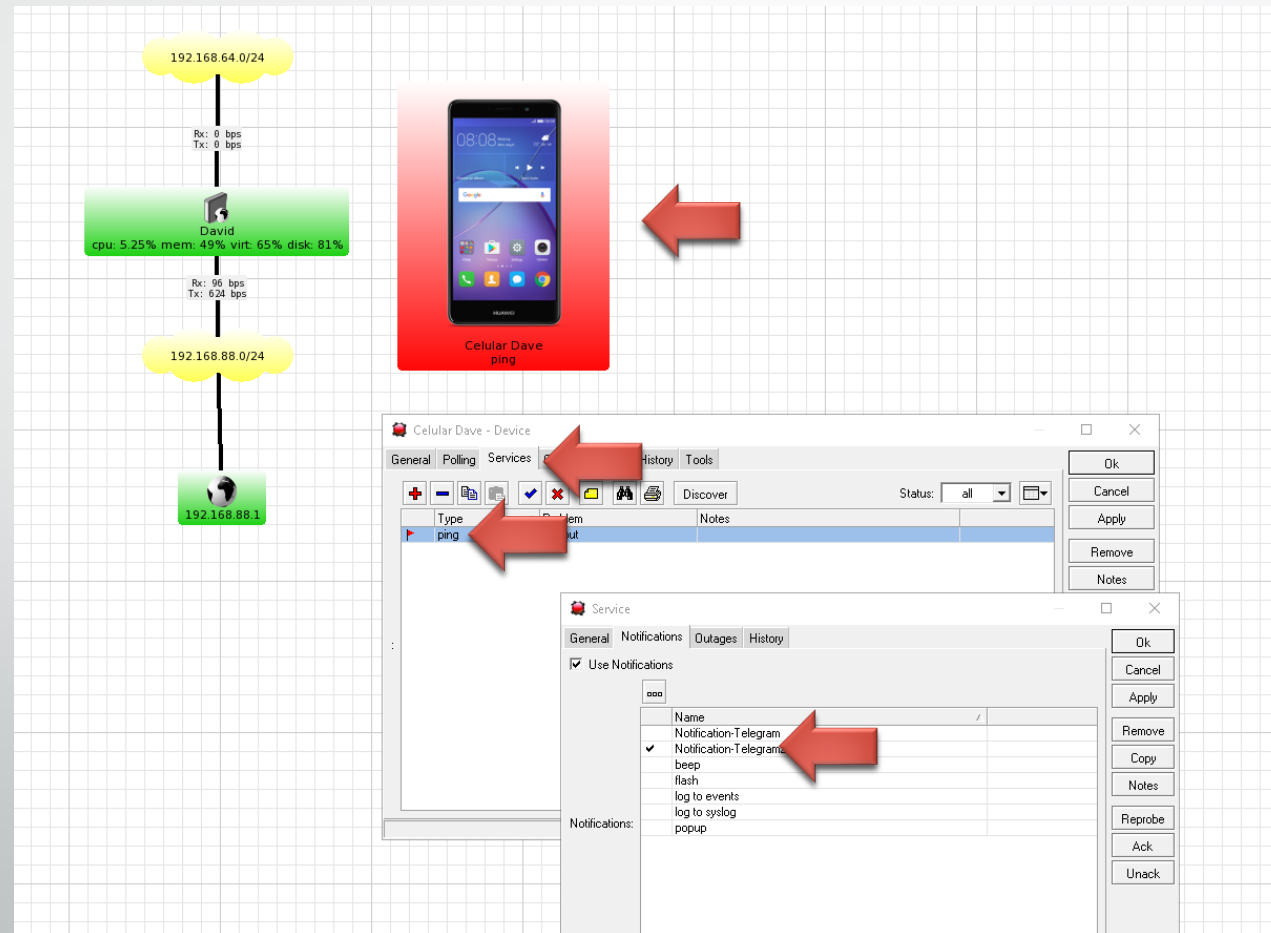 192.168.64.0/24
Rx: 0 bps
Tx: 0 bps
David
cpu: 5.25% mem: 49% virt: 65% disk: 81%
Rx: 96 bps
Tx: 624 bps
192.168.88.0/24
192.168.88.1
08:08
Google
HUAWEI
Celular Dave
ping
Celular Dave - Device
General Polling Services History Tools
Ok
Discover
Status: all
Cancel
Type Notes
Apply
ping
Remove
Notes
Service
General Notifications Outages History
Ok
Use Notifications
Cancel
Apply
Name
Notification-Telegram
Remove
Notification-Telegram
beep
Copy
flash
Notes
log to events
log to syslog
Reprobe
Notifications:
popup
Ack
Unack